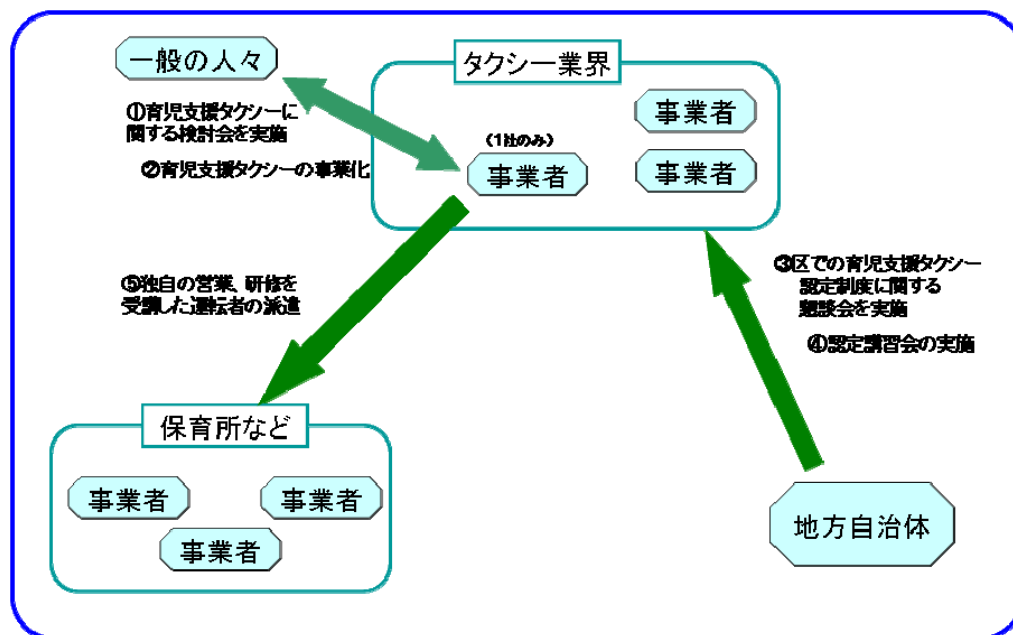 一般の人々
タクシー業界
①育児支援タクシーに
関する検討会を実施
②育児支援タクシーの事業化
(1社のみ)
事業者
事業者
事業者
③区での育児支援タクシー
認定制度に関する
懇談会を実施
④認定講習会の実施
⑤独自の営業、研修を
受講した運転者の派遣
保育所など
事業者
事業者
事業者
地方自治体